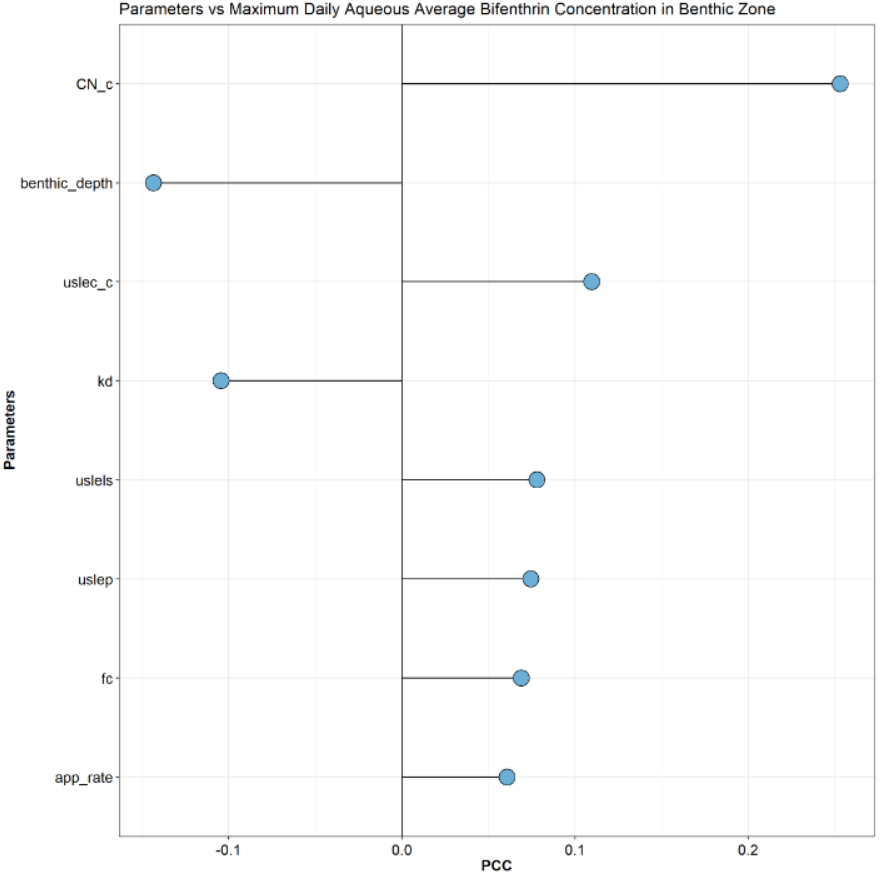 Parameters vs Maximum Daily Aqueous Average Bifenthrin Concentration in Benthic Zone
CN_c
benthic_depth
uslec_c
kd
Parameters
uslels
uslep
fc
app_rate
-0.1 0.0 0.1 0.2
PCC